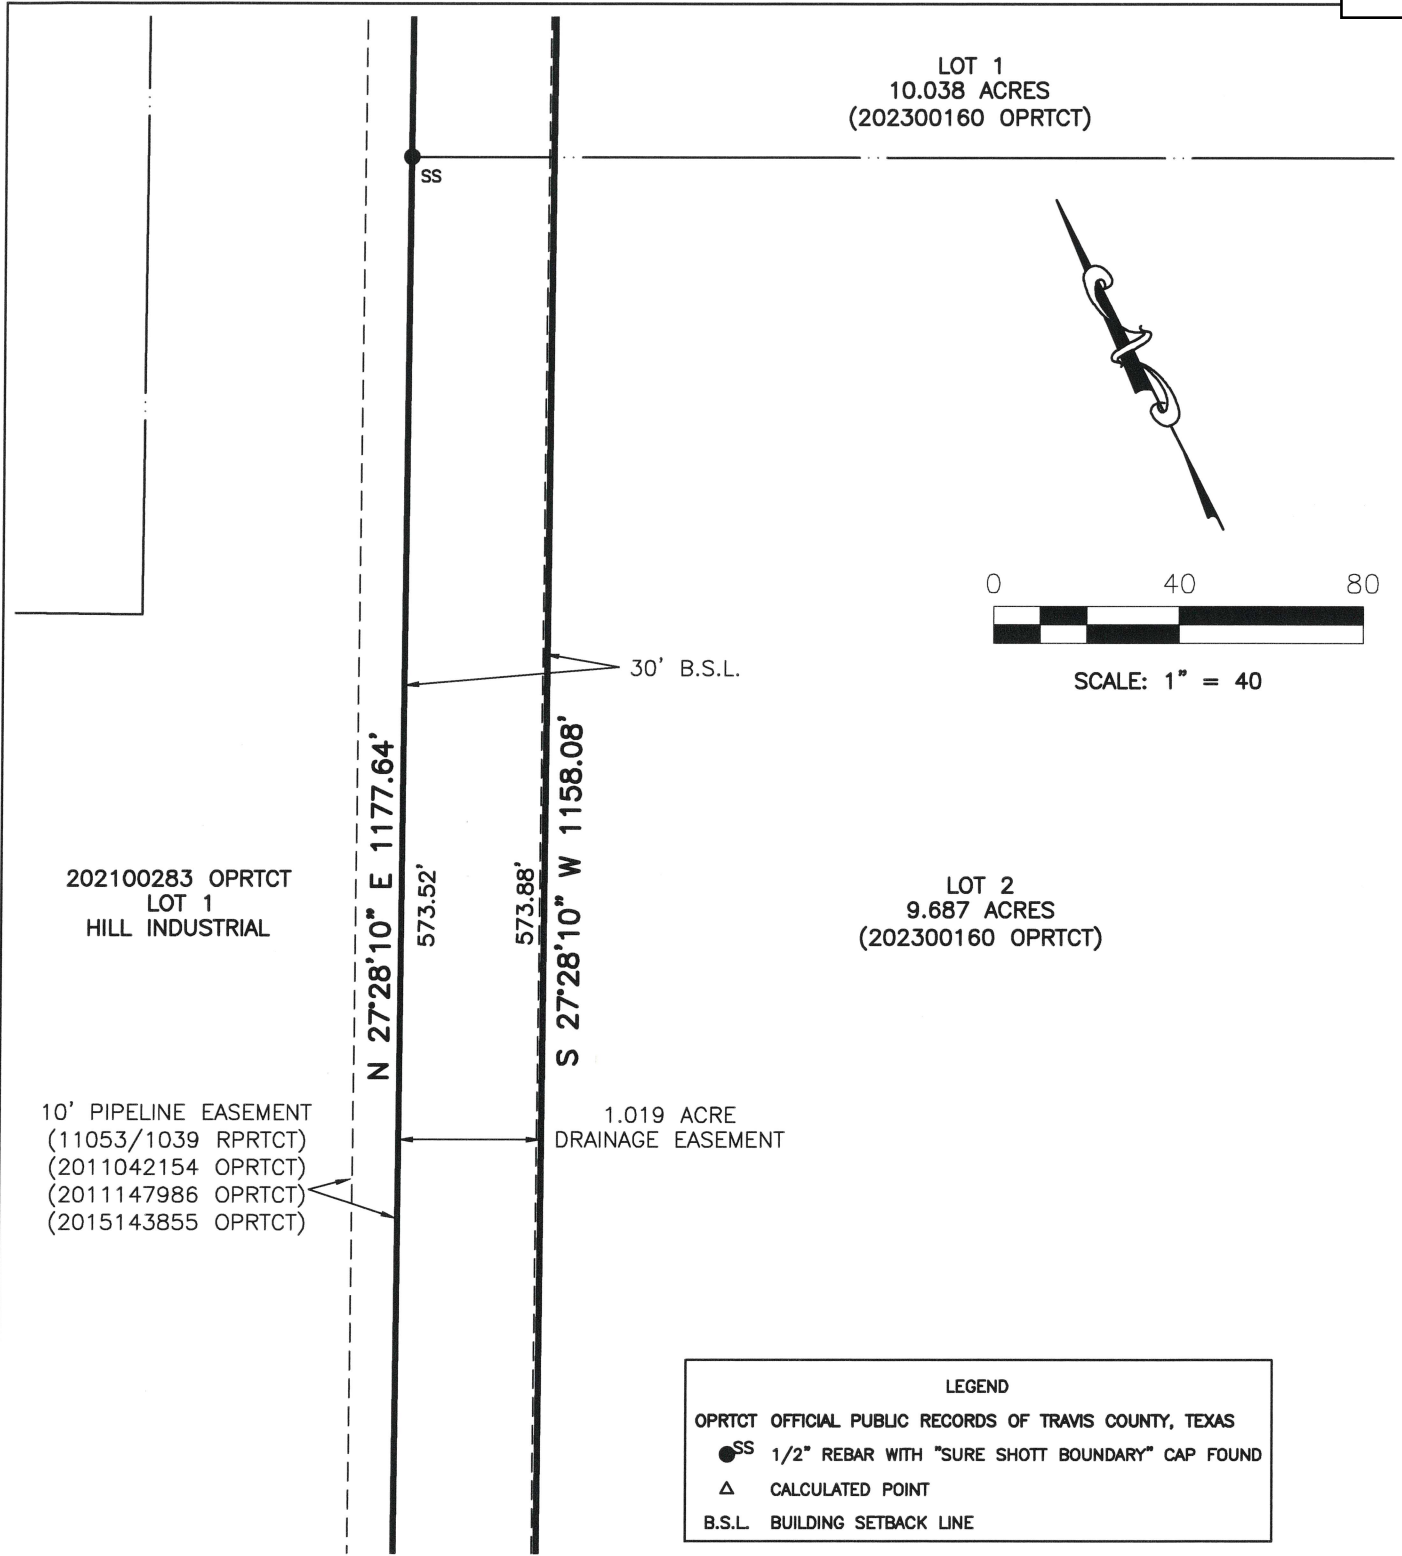 LOT 1
10.038 ACRES
(202300160 OPRTCT)
SS
0 40 80
SCALE: 1" = 40
30' B.S.L.
N 27°28'10" E 1177.64'
573.52'
573.88'
S 27°28'10" W 1158.08'
202100283 OPRTCT
LOT 1
HILL INDUSTRIAL
LOT 2
9.687 ACRES
(202300160 OPRTCT)
10' PIPELINE EASEMENT
(11053/1039 RPRTCT)
(2011042154 OPRTCT)
(2011147986 OPRTCT)
(2015143855 OPRTCT)
1.019 ACRE
DRAINAGE EASEMENT
LEGEND
OPRTCT OFFICIAL PUBLIC RECORDS OF TRAVIS COUNTY, TEXAS
SS 1/2" REBAR WITH "SURE SHOTT BOUNDARY" CAP FOUND
CALCULATED POINT
B.S.L. BUILDING SETBACK LINE